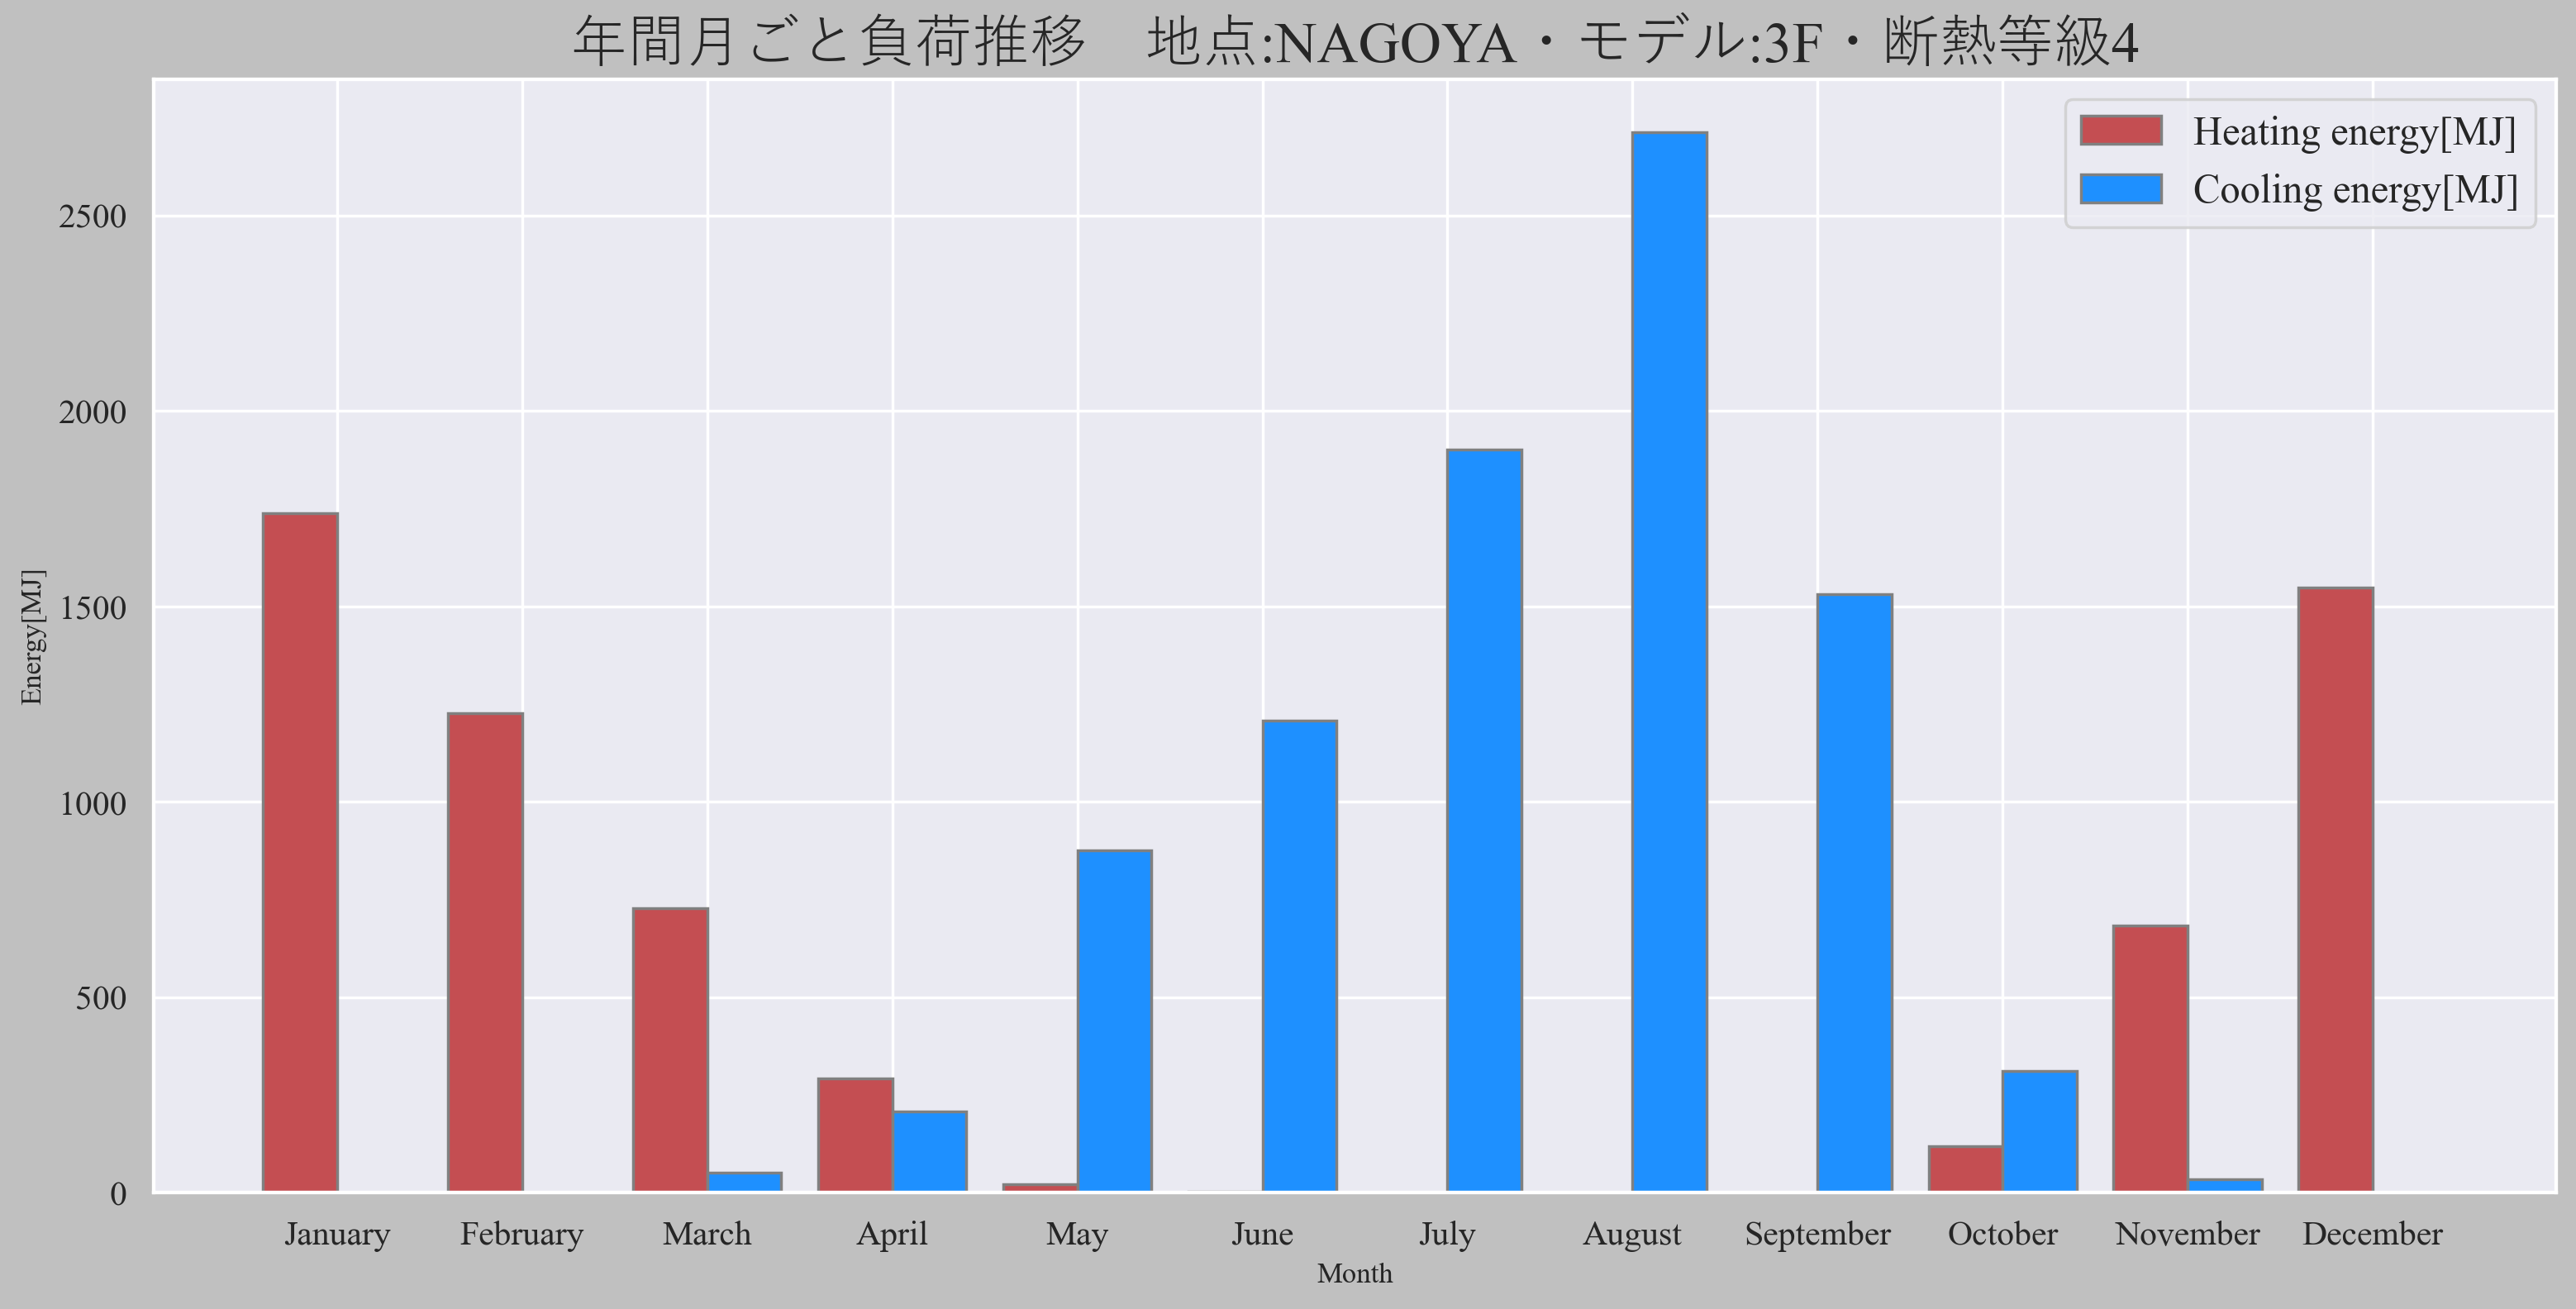 年間月ごと負荷推移　地点:NAGOYA・モデル:3F・断熱等級4
Heating energy[MJ]
Cooling energy[MJ]
Energy[MJ]
2500
2000
1500
1000
500
0
January February March April May June July August September October November December
Month